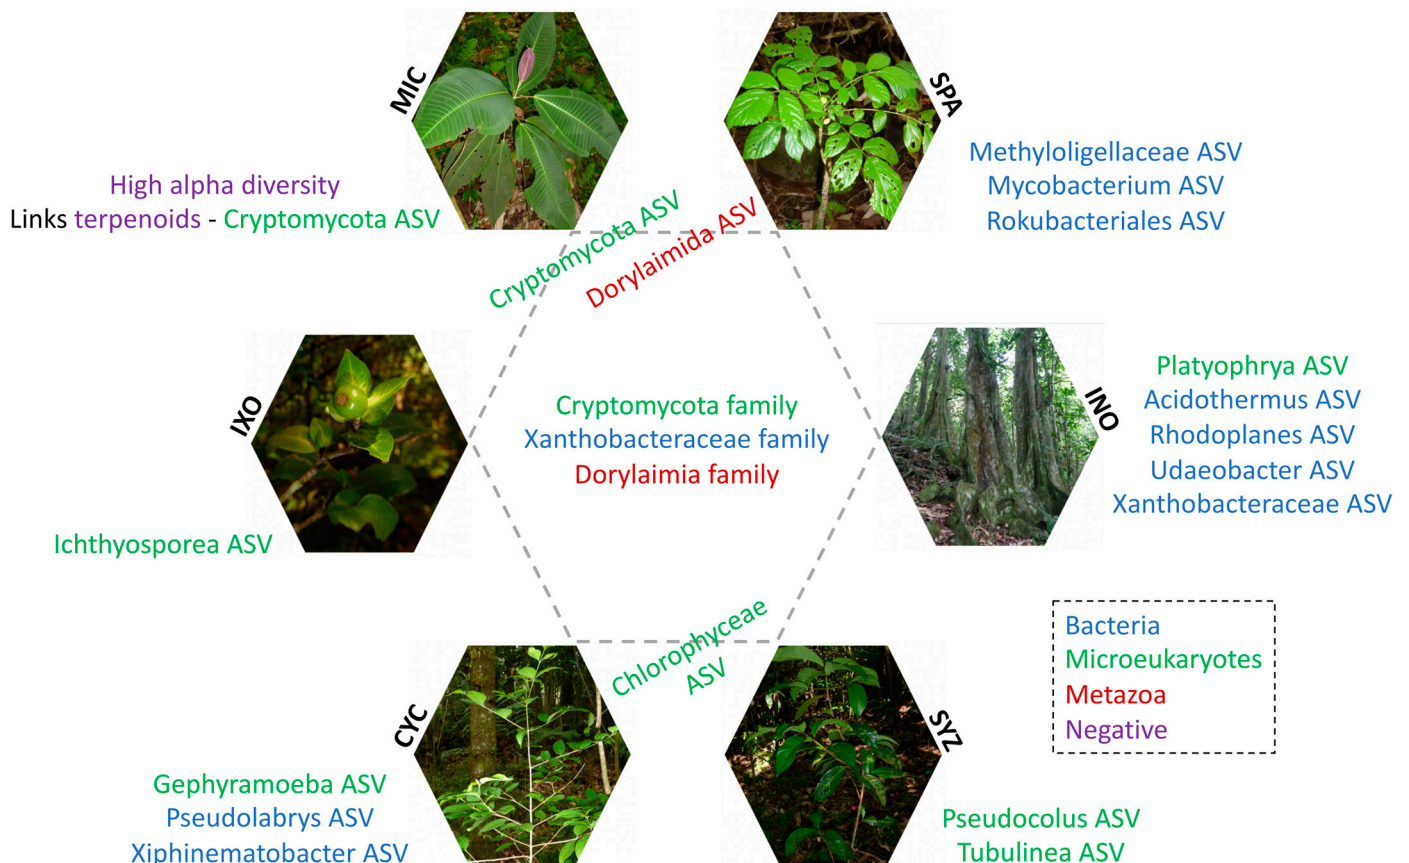 MIC
SPA
High alpha diversity
Links terpenoids - Cryptomycota ASV
Methyloligellaceae ASV
Mycobacterium ASV
Rokubacteriales ASV
Cryptomycota ASV
Dorylaimida ASV
IXO
INO
Cryptomycota family
Xanthobacteraceae family
Dorylaimia family
Platyophrya ASV
Acidothermus ASV
Rhodoplanes ASV
Udaeobacter ASV
Xanthobacteraceae ASV
Ichthyosporea ASV
Chlorophyceae
ASV
Bacteria
Microeukaryotes
Metazoa
Negative
CYC
SYZ
Gephyramoeba ASV
Pseudolabrys ASV
Xiphinematobacter ASV
Pseudocolus ASV
Tubulinea ASV